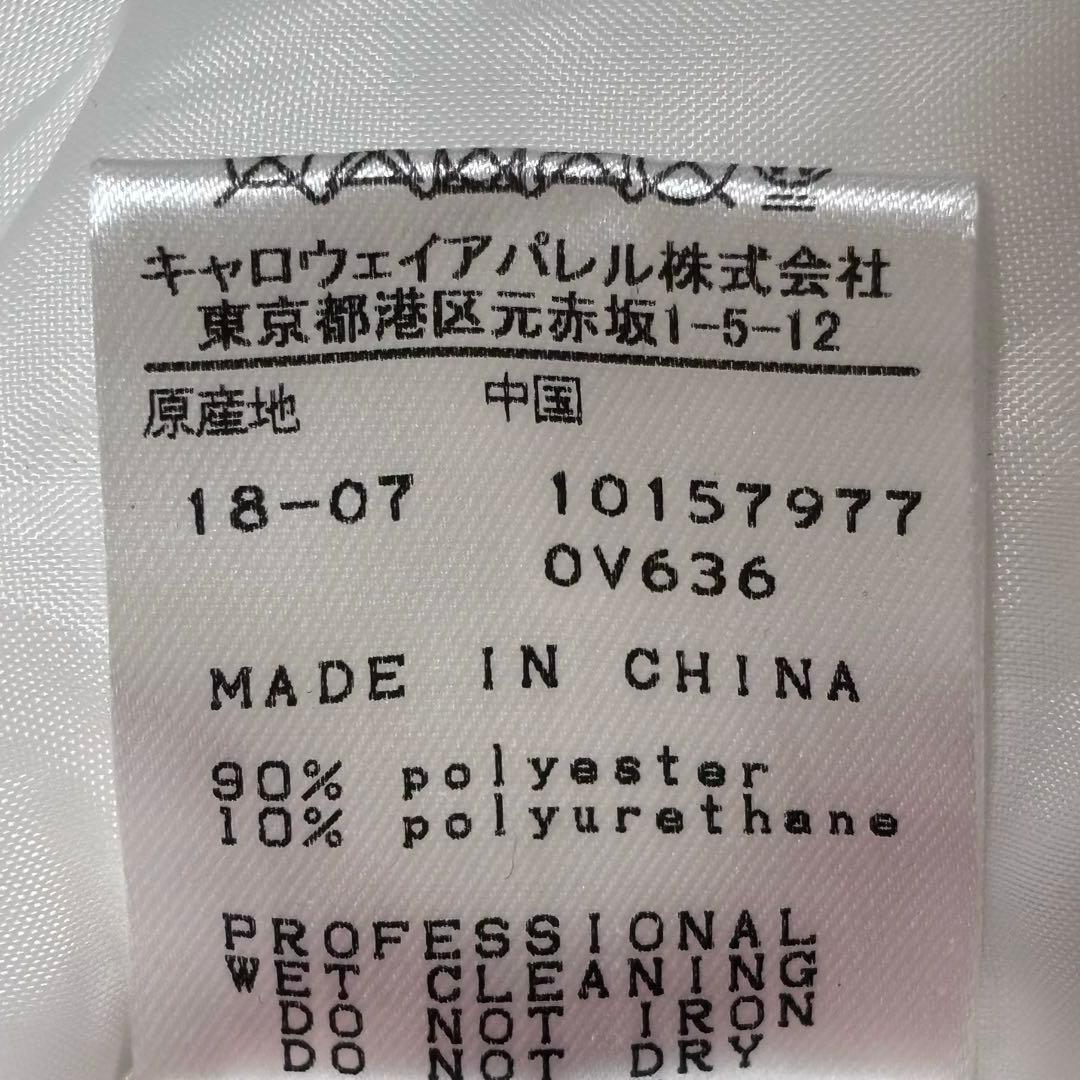 キャロウェイアパレル株式会社
東京都港区元赤坂1-5-12
原産地 中国
18-07 10157977
0V636
MADE IN CHINA
90% polyester
10% polyurethane
PROFESSIONAL
WET CLEANING
DO NOT IRON
DO NOT DRY